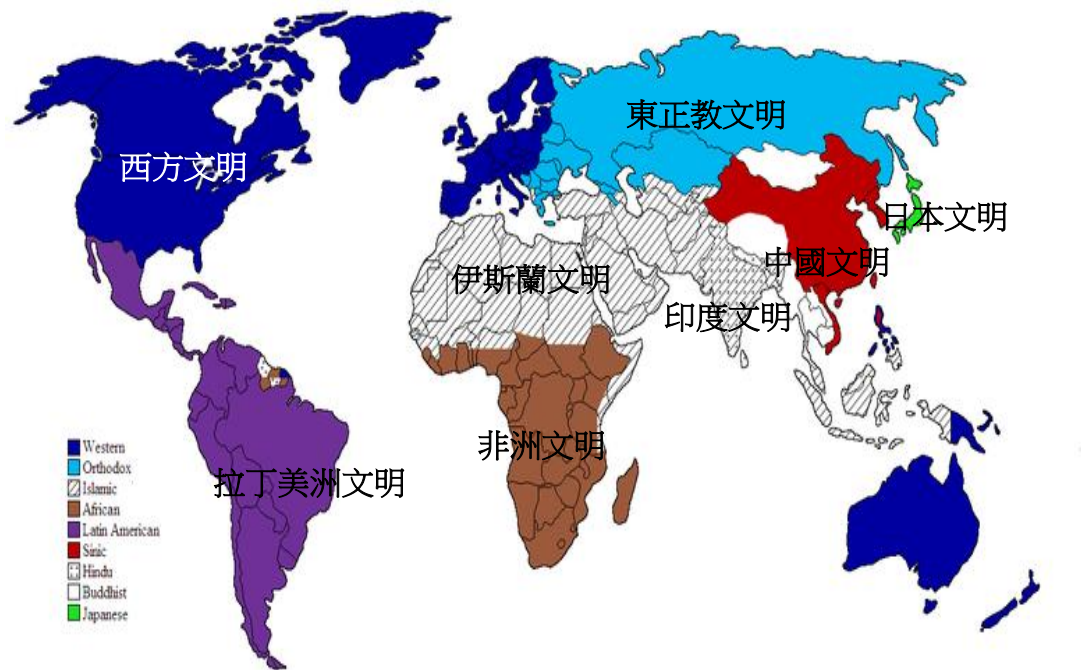 東正教文明
西方文明
日本文明
中國文明
伊斯蘭文明
印度文明
非洲文明
拉丁美洲文明
Western
Orthodox
Islamic
African
Latin American
Sinic
Hindu
Buddhist
Japanese